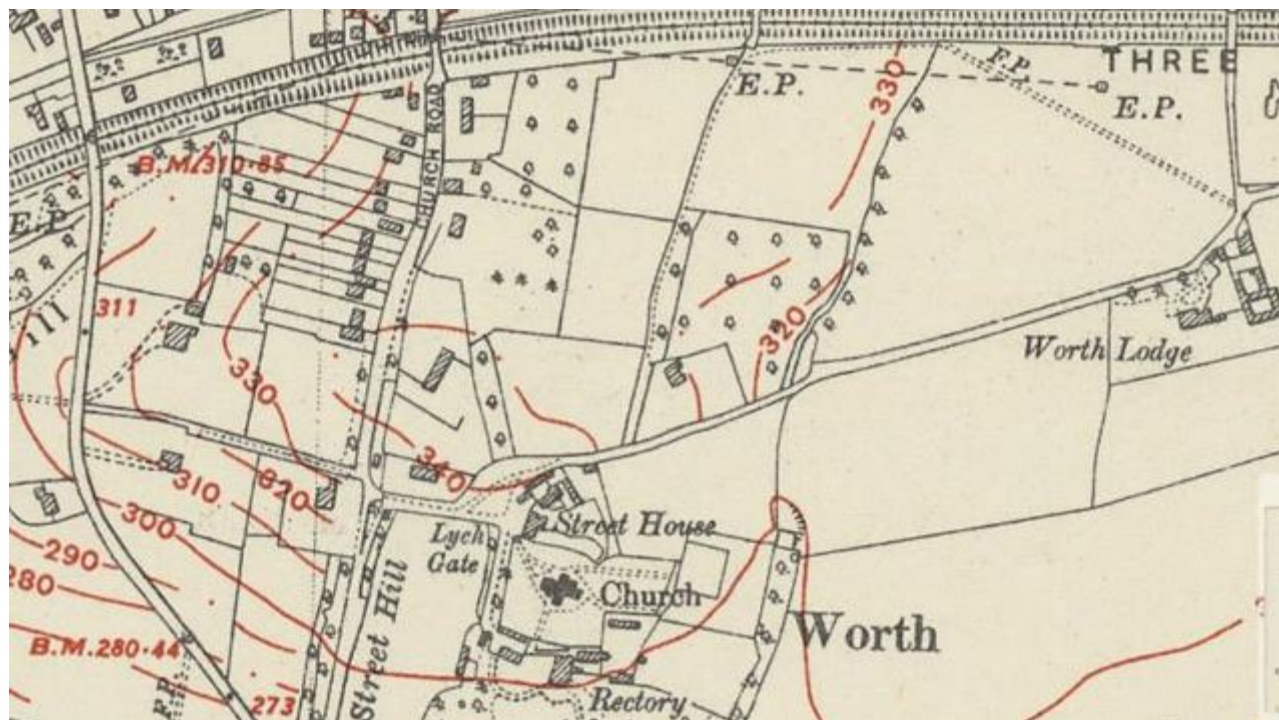 THREE
F.P.
E.P.
E.P.
330
CHURCH ROAD
B.M.310·85
E.P.
311
320
Worth Lodge
330
340
310
320
300
Street House
Lych
Gate
290
280
Church
Street Hill
Worth
B.M.280·44
F.P.
273
Rectory